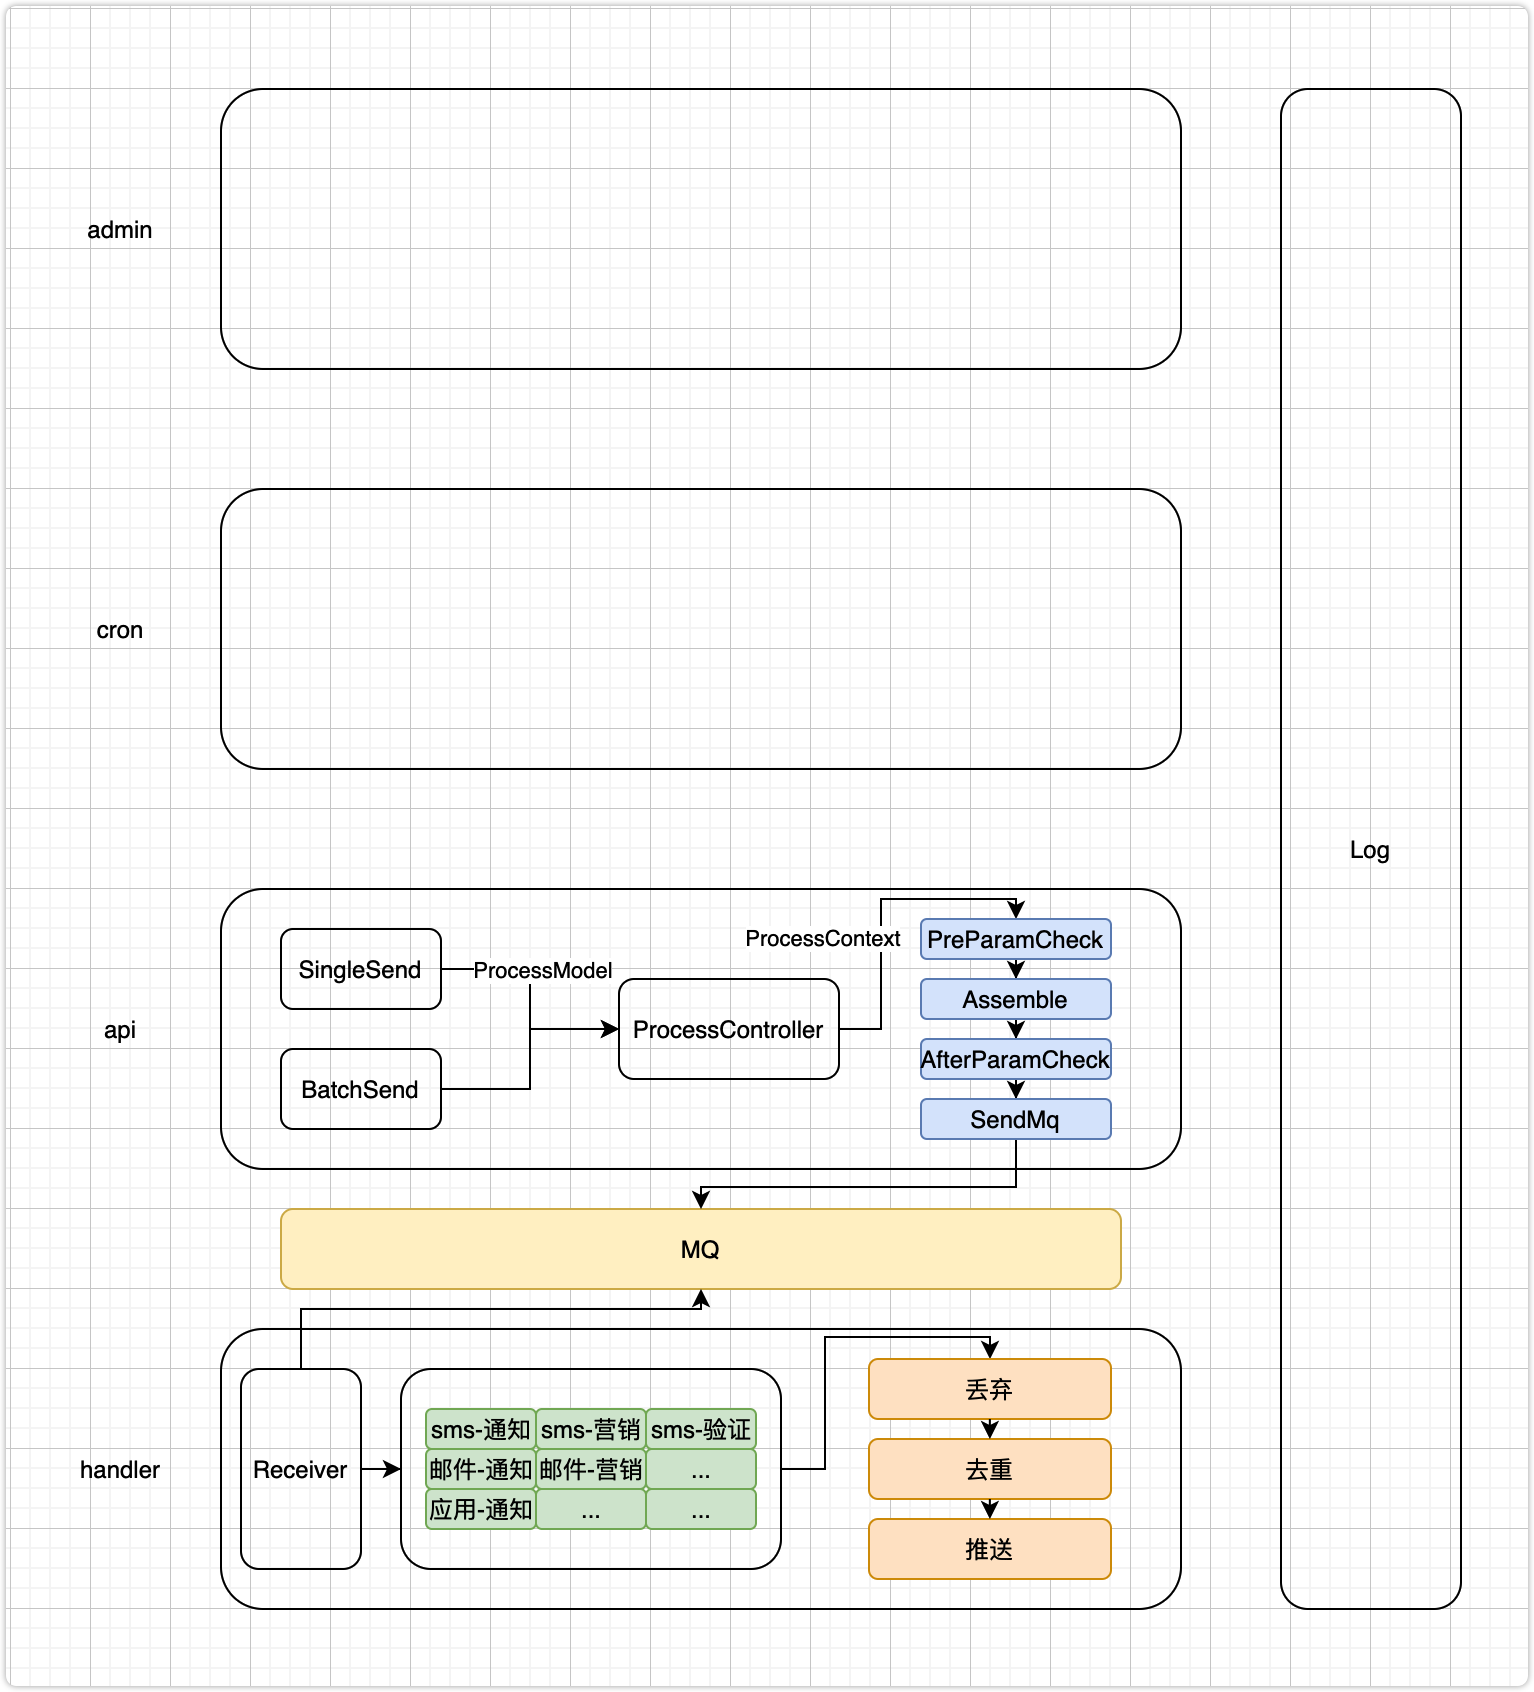 admin
cron
Log
api
SingleSend
ProcessModel
BatchSend
ProcessController
ProcessContext
PreParamCheck
Assemble
AfterParamCheck
SendMq
MQ
handler
Receiver
sms-通知 sms-营销 sms-验证
邮件-通知 邮件-营销 ...
应用-通知 ... ...
丢弃
去重
推送